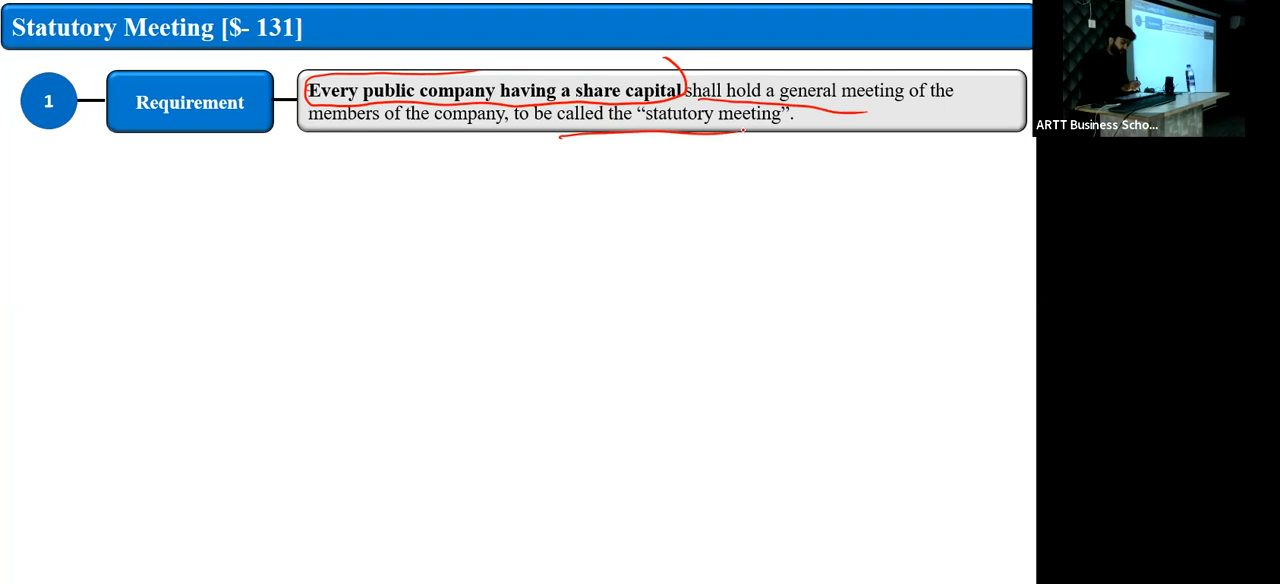 Statutory Meeting [$- 131]
1
Requirement
Every public company having a share capital shall hold a general meeting of the
members of the company, to be called the “statutory meeting”.
ARTT Business Scho...